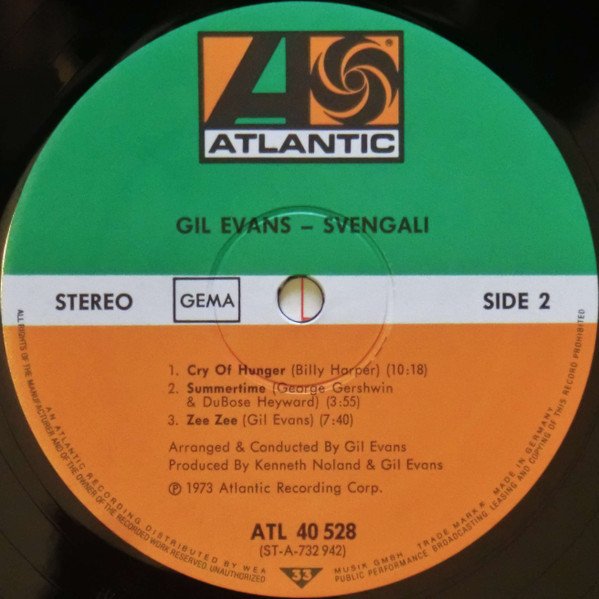 ATLANTIC
®
GIL EVANS – SVENGALI
STEREO
GEMA
SIDE 2
1. Cry Of Hunger (Billy Harper) (10:18)
2. Summertime (George Gershwin
& DuBose Heyward) (3:55)
3. Zee Zee (Gil Evans) (7:40)
Arranged & Conducted By Gil Evans
Produced By Kenneth Noland & Gil Evans
℗ 1973 Atlantic Recording Corp.
ATL 40 528
(ST-A-732 942)
33
ALL RIGHTS OF THE MANUFACTURER AND OF THE OWNER OF THE RECORDED WORK RESERVED. UNAUTHORIZED PUBLIC PERFORMANCE BROADCASTING LEASING AND COPYING OF THIS RECORD PROHIBITED
AN ATLANTIC RECORDING DISTRIBUTED BY WEA MUSIK GMBH TRADE MARK ® MADE IN GERMANY